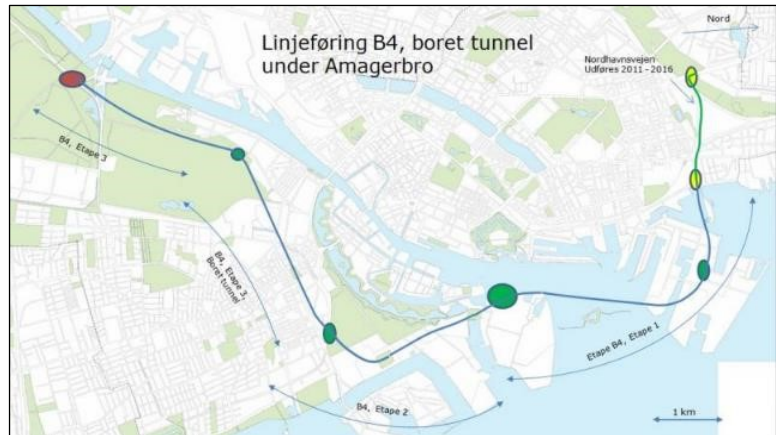 Linjeføring B4, boret tunnel
under Amagerbro
Nord
Nordhavnsvejen
Udføres 2011-2016
B4, Etape 3
B4, Etape 3,
Boret tunnel
B4, Etape 2
Etape B4, Etape 1
1 km